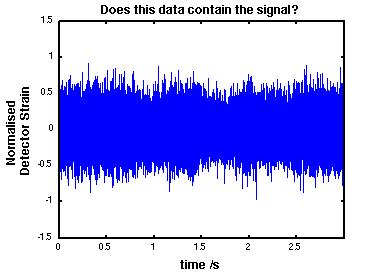 Does this data contain the signal?
1.5
1
0.5
0
-0.5
-1
-1.5
Normalised
Detector Strain
0 0.5 1 1.5 2 2.5
time /s